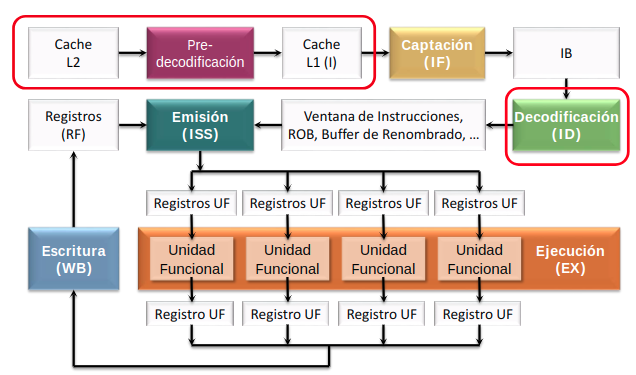 Cache
L2
Pre-
decodificación
Cache
L1 (I)
Captación
(IF)
IB
Registros
(RF)
Emisión
(ISS)
Ventana de Instrucciones,
ROB, Buffer de Renombrado, ...
Decodificación
(ID)
Registros UF
Registros UF
Registros UF
Registros UF
Escritura
(WB)
Unidad
Funcional
Unidad
Funcional
Unidad
Funcional
Unidad
Funcional
Ejecución
(EX)
Registro UF
Registro UF
Registro UF
Registro UF